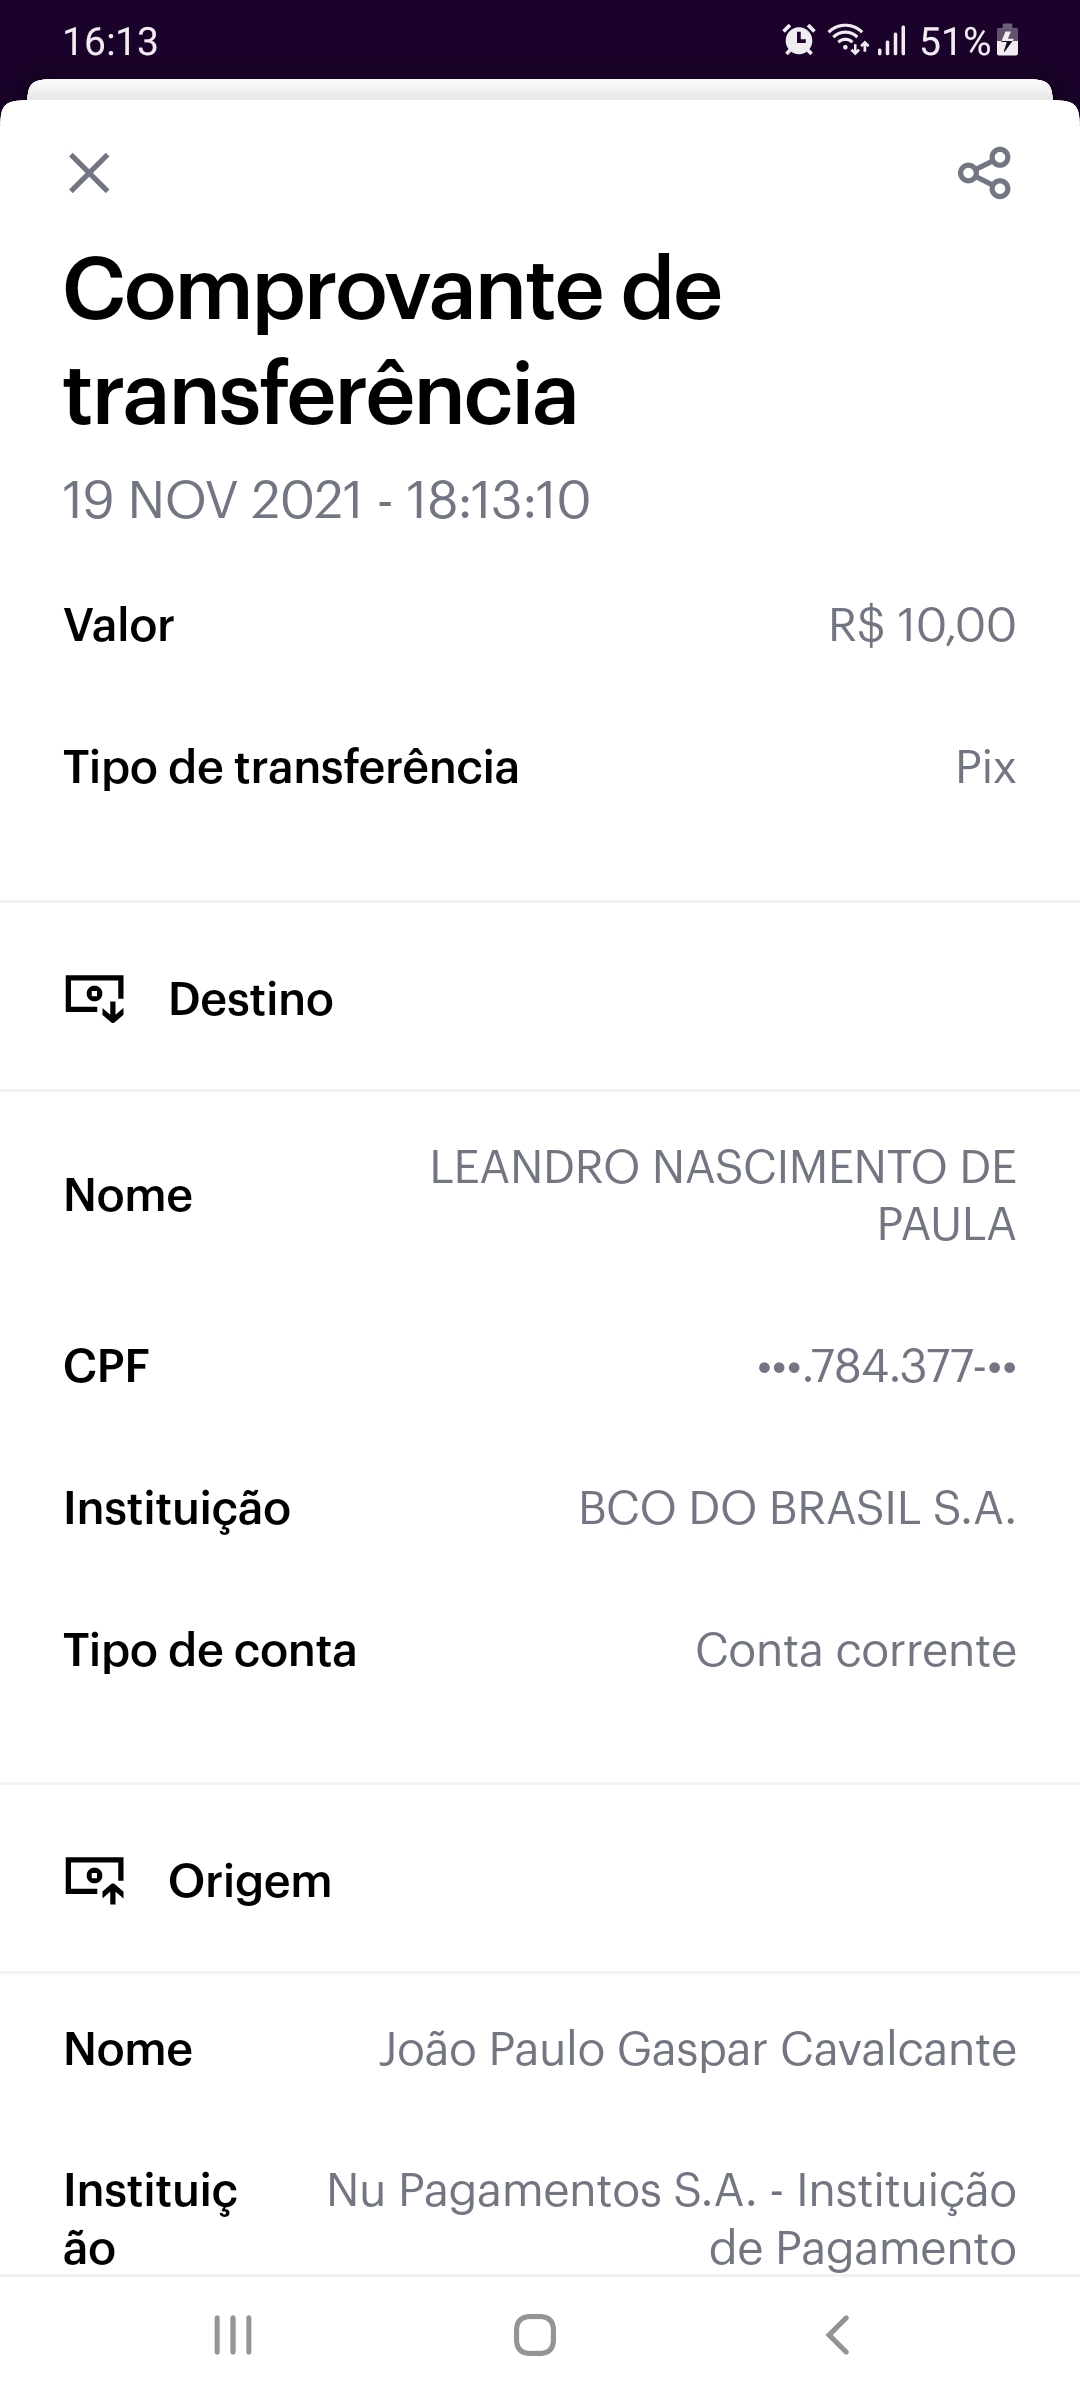 16:13
51%
Comprovante de
transferência
19 NOV 2021 - 18:13:10
Valor
R$ 10,00
Tipo de transferência
Pix
Destino
Nome
LEANDRO NASCIMENTO DE
PAULA
CPF
•••.784.377-••
Instituição
BCO DO BRASIL S.A.
Tipo de conta
Conta corrente
Origem
Nome
João Paulo Gaspar Cavalcante
Instituiç
ão
Nu Pagamentos S.A. - Instituição
de Pagamento